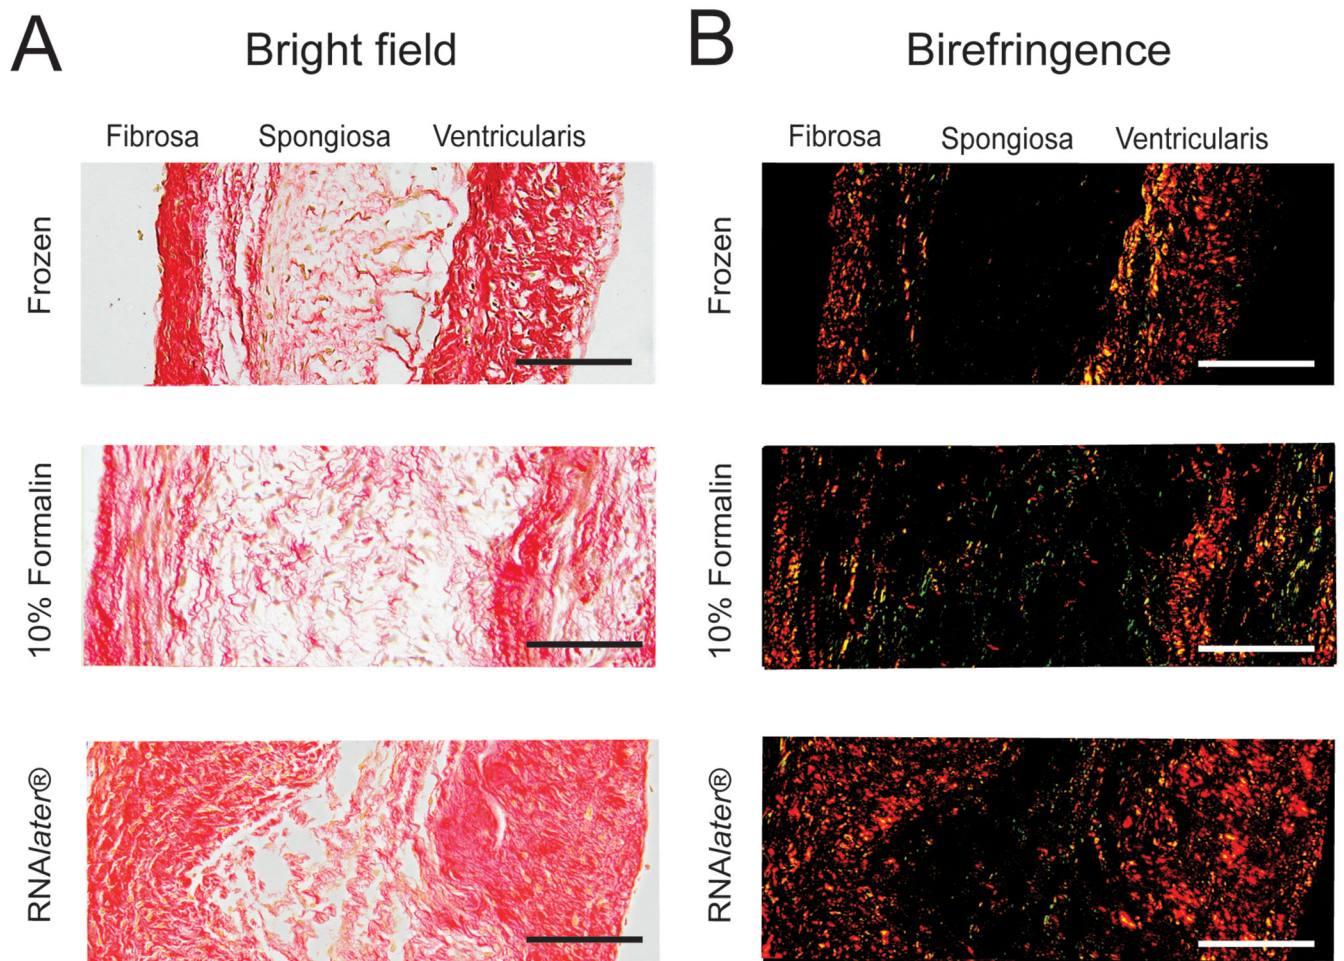 A
Bright field
B
Birefringence
Fibrosa Spongiosa Ventricularis
Fibrosa Spongiosa Ventricularis
Frozen
Frozen
10% Formalin
10% Formalin
RNAlater®
RNAlater®